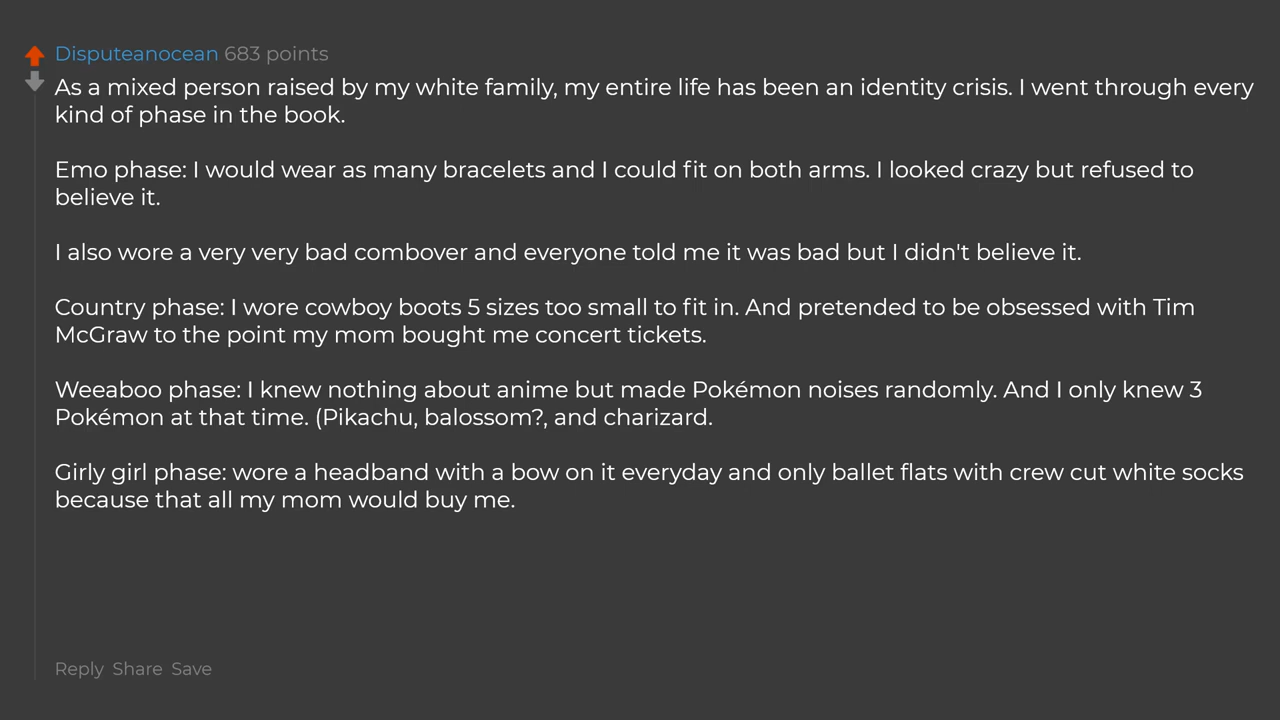 Disputeanocean 683 points
As a mixed person raised by my white family, my entire life has been an identity crisis. I went through every
kind of phase in the book.
Emo phase: I would wear as many bracelets and I could fit on both arms. I looked crazy but refused to
believe it.
I also wore a very very bad combover and everyone told me it was bad but I didn't believe it.
Country phase: I wore cowboy boots 5 sizes too small to fit in. And pretended to be obsessed with Tim
McGraw to the point my mom bought me concert tickets.
Weeaboo phase: I knew nothing about anime but made Pokémon noises randomly. And I only knew 3
Pokémon at that time. (Pikachu, balossom?, and charizard.
Girly girl phase: wore a headband with a bow on it everyday and only ballet flats with crew cut white socks
because that all my mom would buy me.
Reply Share Save